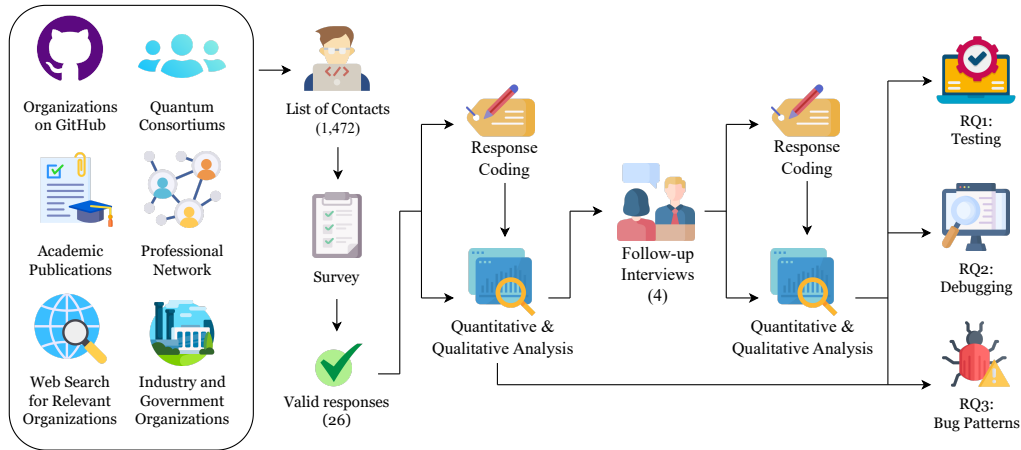 Organizations
on GitHub
Quantum
Consortiums
Academic
Publications
Professional
Network
Web Search
for Relevant
Organizations
Industry and
Government
Organizations
List of Contacts
(1,472)
Survey
Valid responses
(26)
Response
Coding
Quantitative &
Qualitative Analysis
Follow-up
Interviews
(4)
Response
Coding
Quantitative &
Qualitative Analysis
RQ1:
Testing
RQ2:
Debugging
RQ3:
Bug Patterns